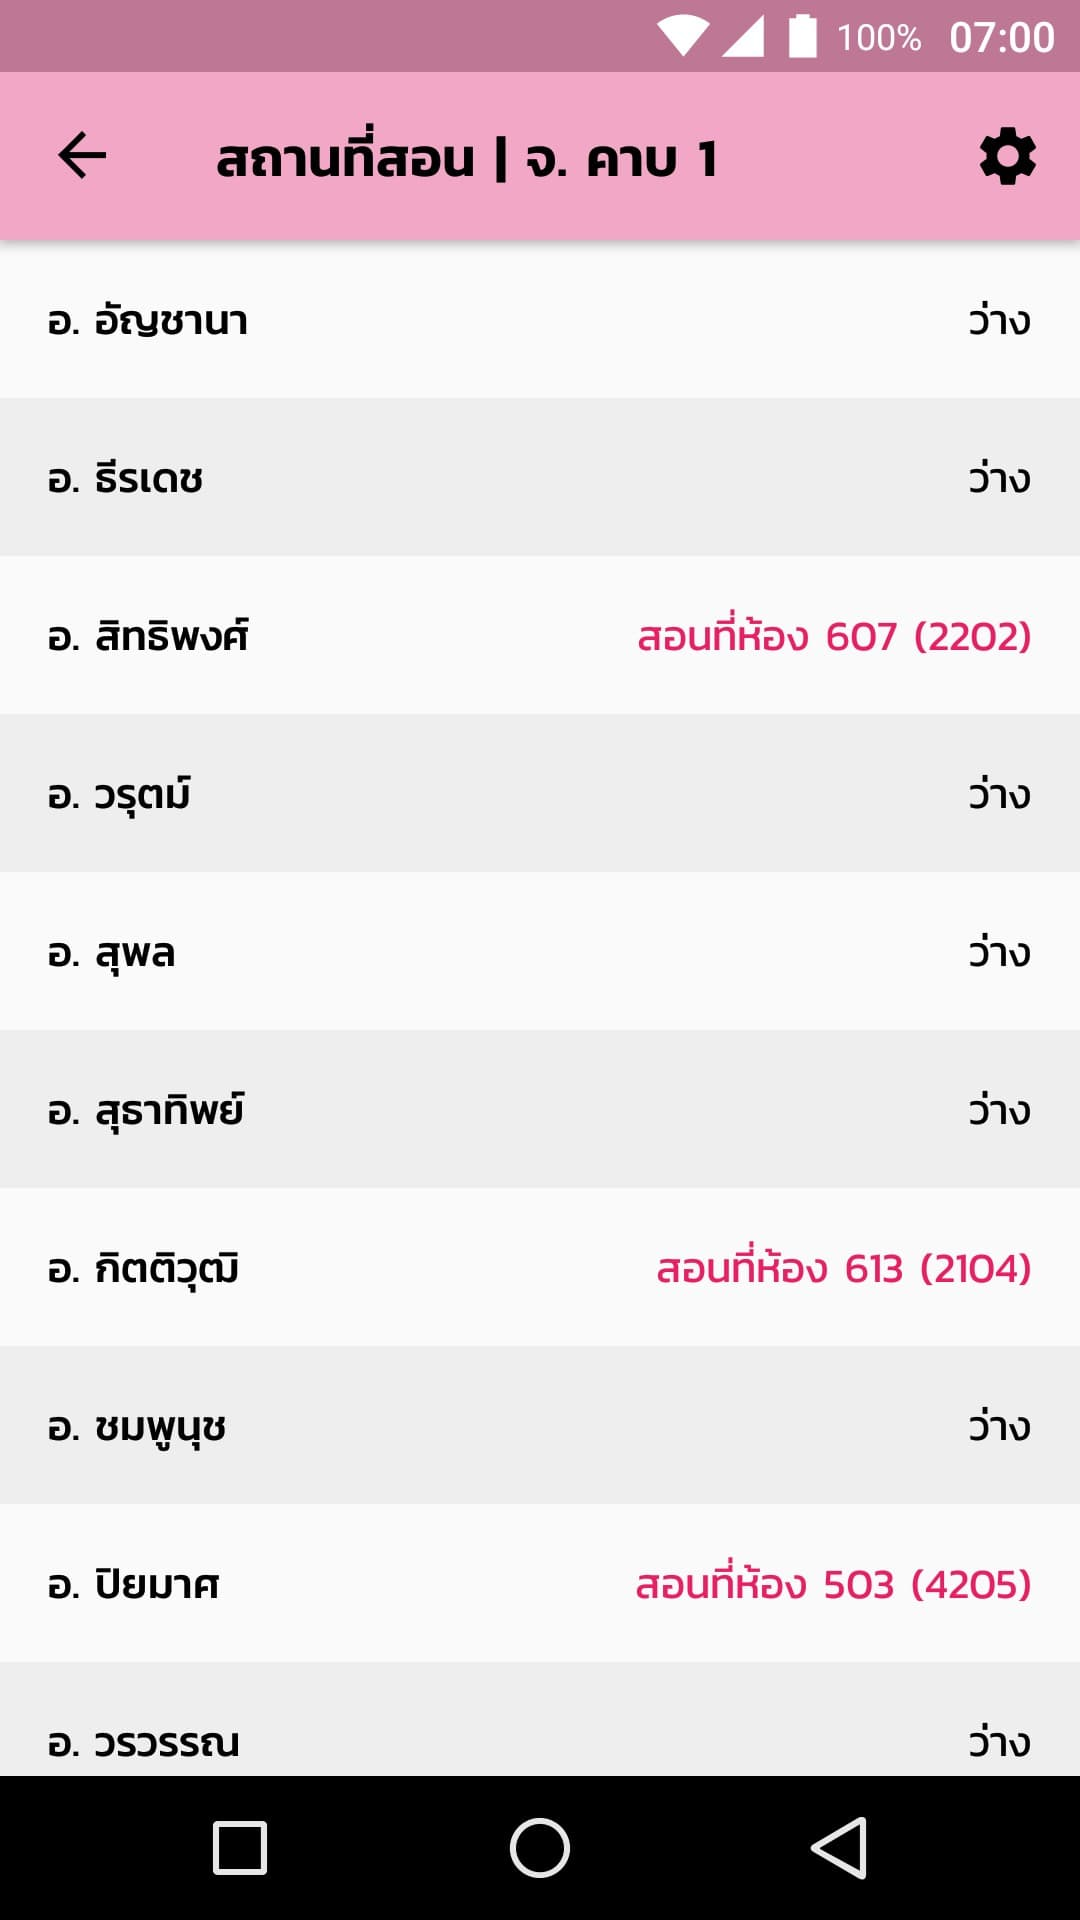 100% 07:00
สถานที่สอน | จ. คาบ 1
อ. อัญชานา ว่าง
อ. ธีรเดช ว่าง
อ. สิทธิพงศ์ สอนที่ห้อง 607 (2202)
อ. วรุตม์ ว่าง
อ. สุพล ว่าง
อ. สุธาทิพย์ ว่าง
อ. กิตติวุฒิ สอนที่ห้อง 613 (2104)
อ. ชมพูนุช ว่าง
อ. ปิยมาศ สอนที่ห้อง 503 (4205)
อ. วรวรรณ ว่าง